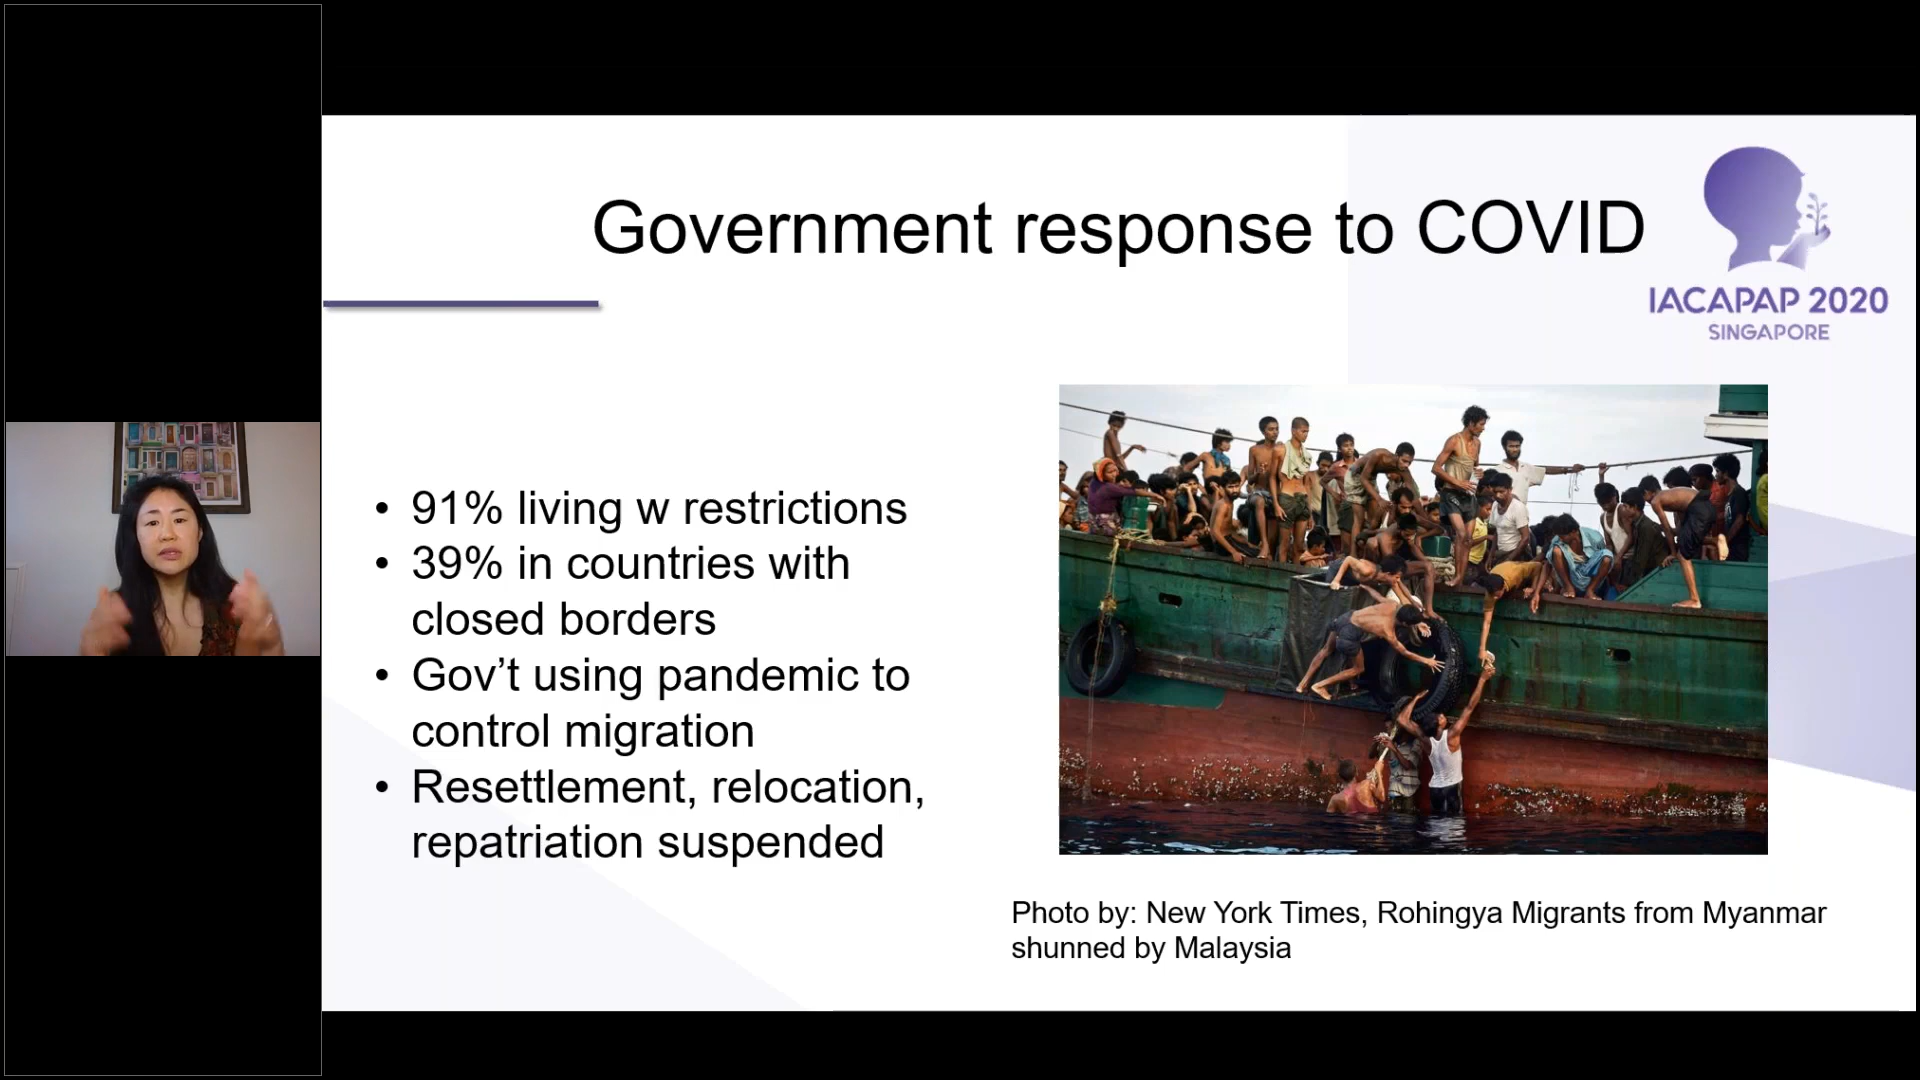 Government response to COVID
IACAPAP 2020
SINGAPORE
• 91% living w restrictions
• 39% in countries with
closed borders
• Gov’t using pandemic to
control migration
• Resettlement, relocation,
repatriation suspended
Photo by: New York Times, Rohingya Migrants from Myanmar
shunned by Malaysia